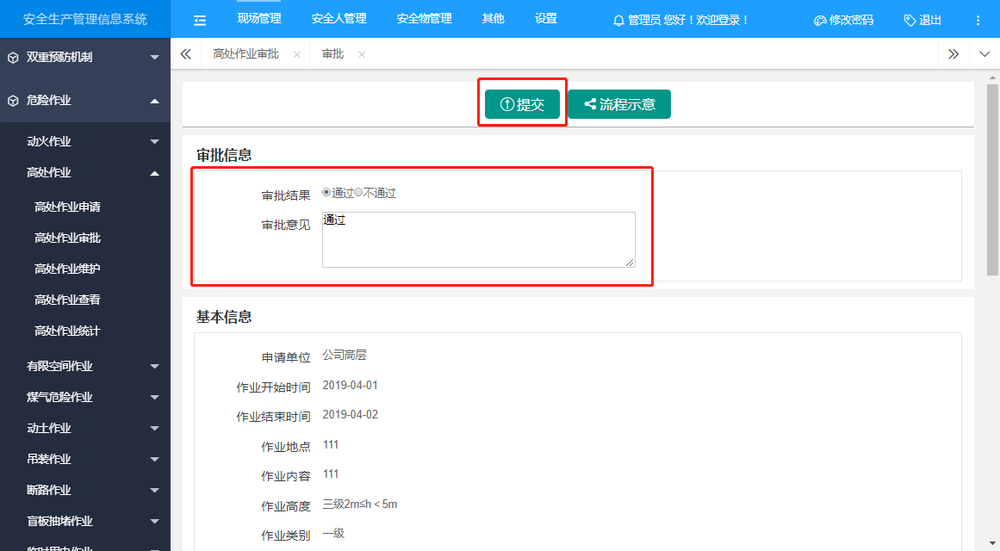 安全生产管理信息系统
现场管理 安全人管理 安全物管理 其他 设置 管理员 您好！欢迎登录！ 修改密码 退出
双重预防机制
危险作业
动火作业
高处作业
高处作业申请
高处作业审批
高处作业维护
高处作业查看
高处作业统计
有限空间作业
煤气危险作业
动土作业
吊装作业
断路作业
盲板抽堵作业
临时用电作业
高处作业审批 审批
提交 流程示意
审批信息
审批结果 通过 不通过
审批意见 通过
基本信息
申请单位 公司高层
作业开始时间 2019-04-01
作业结束时间 2019-04-02
作业地点 111
作业内容 111
作业高度 三级2m≤h＜5m
作业类别 一级